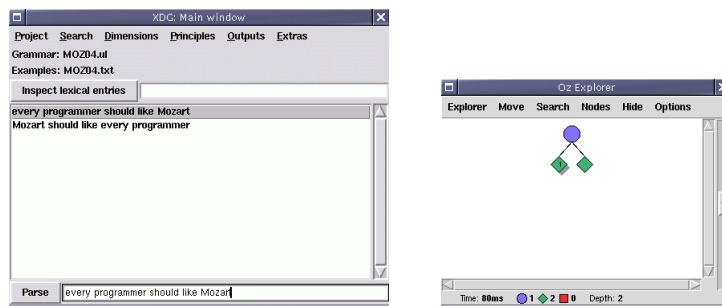 XDG: Main window
Project Search Dimensions Principles Outputs Extras
Grammar: MOZ04.ul
Examples: MOZ04.txt
Inspect lexical entries
every programmer should like Mozart
Mozart should like every programmer
Parse every programmer should like Mozart
Oz Explorer
Explorer Move Search Nodes Hide Options
1
Time: 80ms 1 2 0 Depth: 2